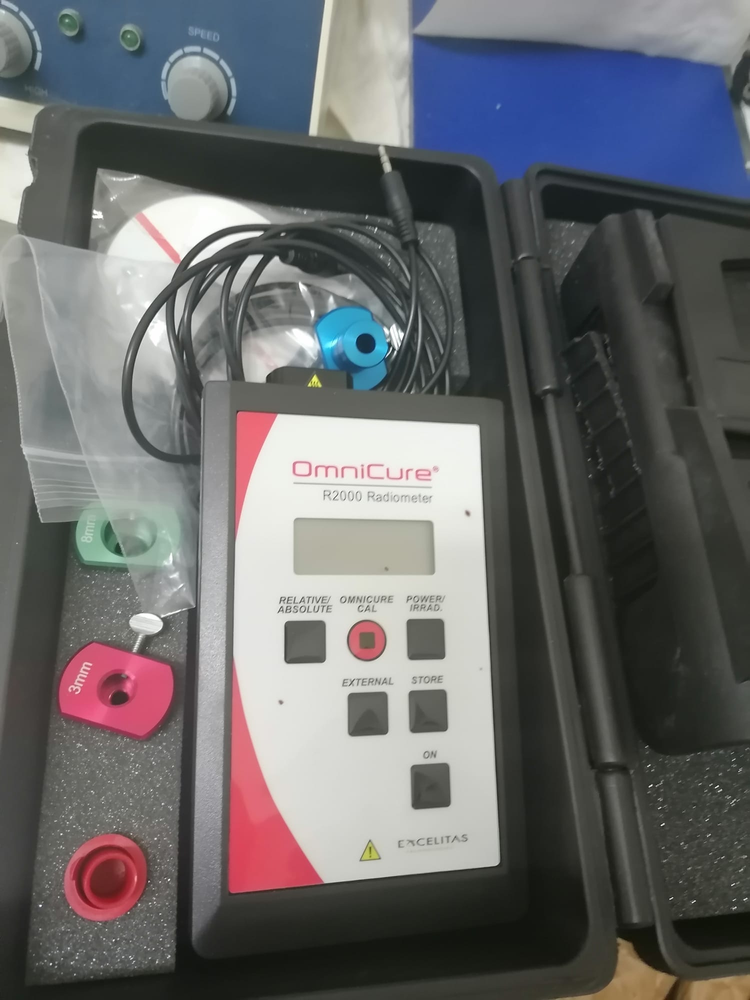 SPEED
HIGH
OmniCure®
R2000 Radiometer
RELATIVE/
ABSOLUTE
OMNICURE
CAL
POWER/
IRRAD.
EXTERNAL
STORE
ON
EXCELITAS
8mm
3mm